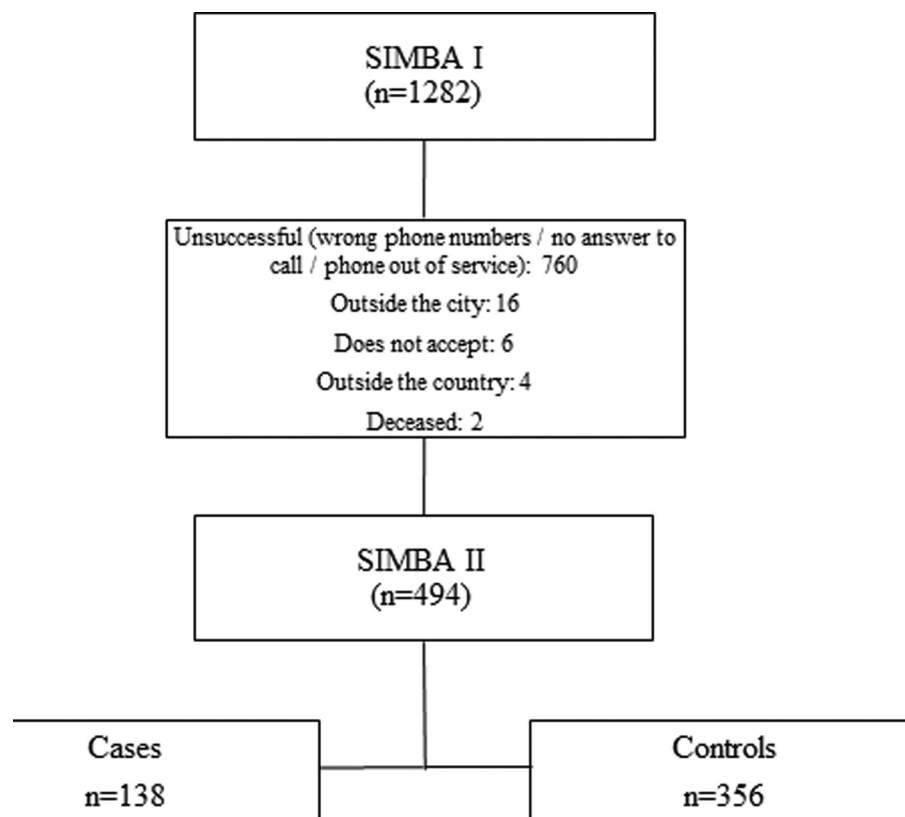 SIMBA I
(n=1282)
Unsuccessful (wrong phone numbers / no answer to
call / phone out of service): 760
Outside the city: 16
Does not accept: 6
Outside the country: 4
Deceased: 2
SIMBA II
(n=494)
Cases
n=138
Controls
n=356